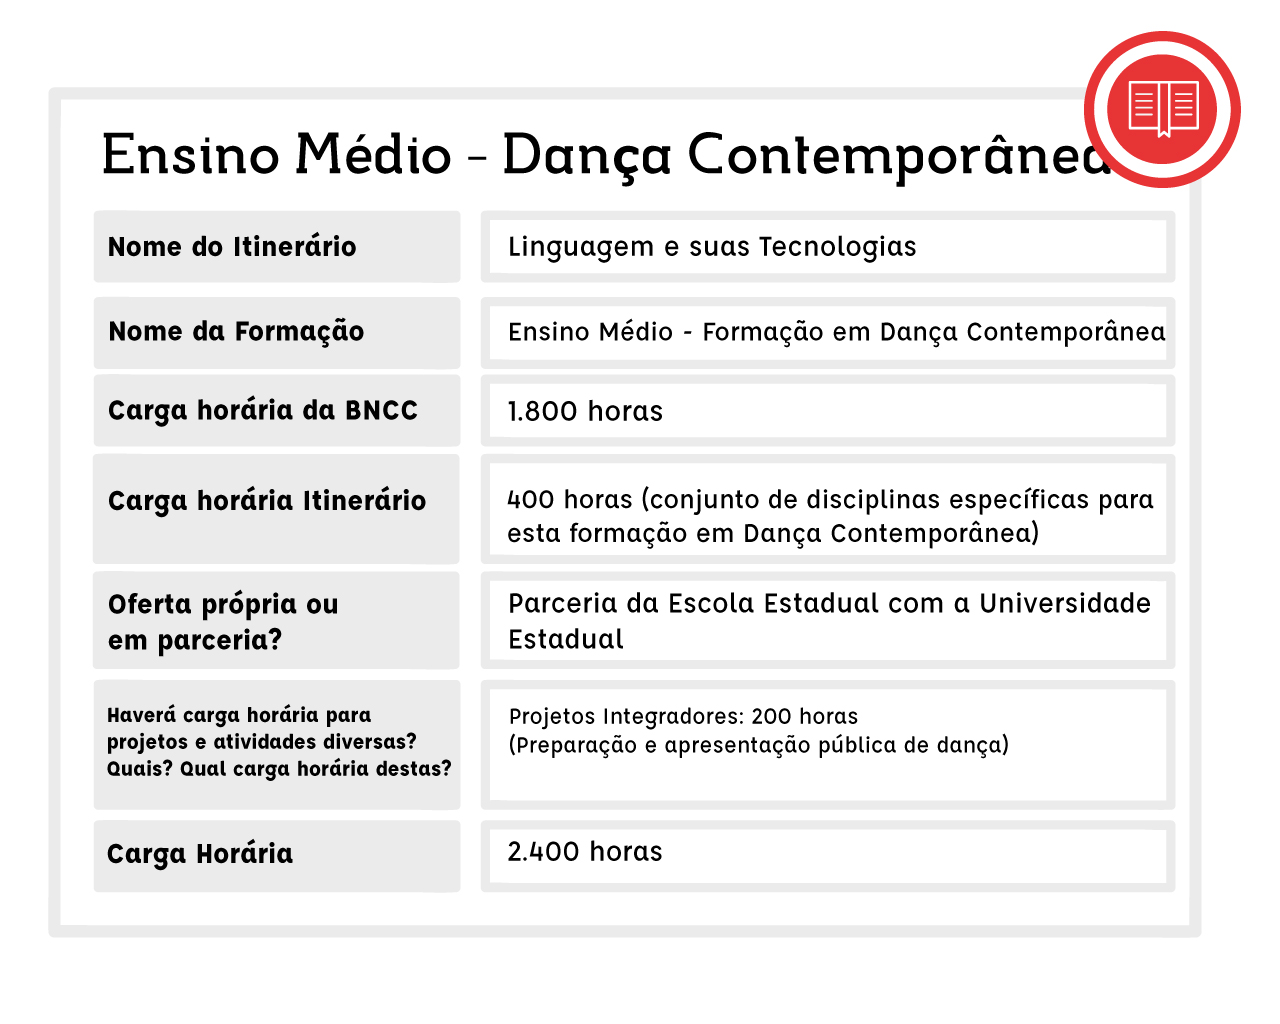 Ensino Médio - Dança Contemporânea
Nome do Itinerário
Linguagem e suas Tecnologias
Nome da Formação
Ensino Médio - Formação em Dança Contemporânea
Carga horária da BNCC
1.800 horas
Carga horária Itinerário
400 horas (conjunto de disciplinas específicas para
esta formação em Dança Contemporânea)
Oferta própria ou
em parceria?
Parceria da Escola Estadual com a Universidade
Estadual
Haverá carga horária para
projetos e atividades diversas?
Quais? Qual carga horária destas?
Projetos Integradores: 200 horas
(Preparação e apresentação pública de dança)
Carga Horária
2.400 horas